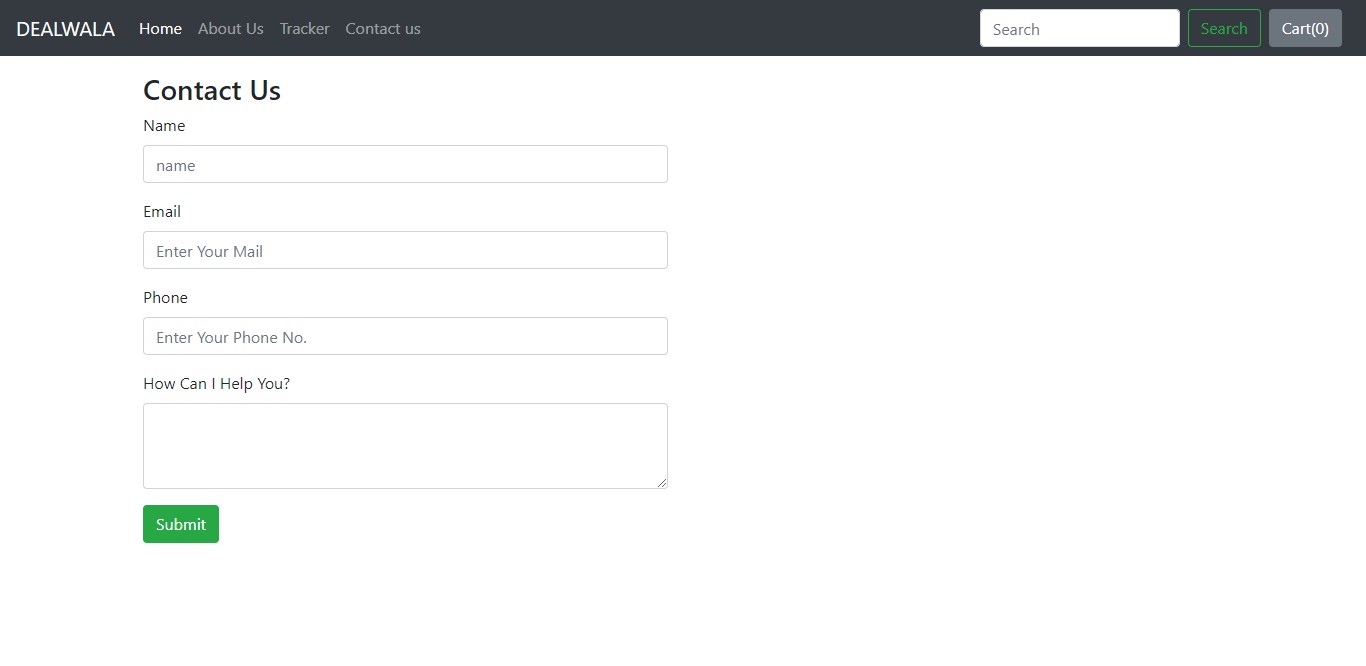 DEALWALA Home About Us Tracker Contact us Search Search Cart(0)
Contact Us
Name
name
Email
Enter Your Mail
Phone
Enter Your Phone No.
How Can I Help You?
Submit